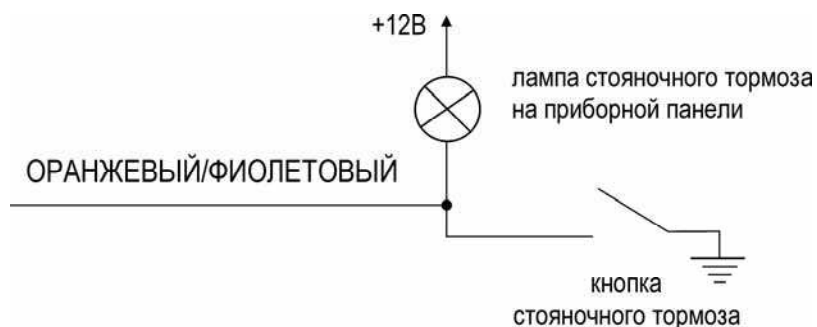 +12В
лампа стояночного тормоза
на приборной панели
ОРАНЖЕВЫЙ/ФИОЛЕТОВЫЙ
кнопка
стояночного тормоза